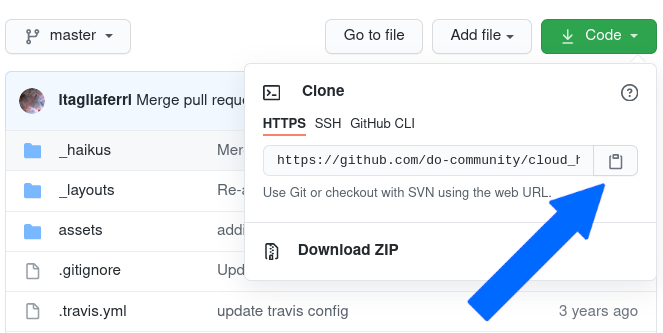 master
Go to file
Add file
Code
ltagliaferri Merge pull reque
Clone
HTTPS SSH GitHub CLI
https://github.com/do-community/cloud_h
Use Git or checkout with SVN using the web URL.
Download ZIP
_haikus Mer
_layouts Re-a
assets addi
.gitignore Upd
.travis.yml update travis config 3 years ago